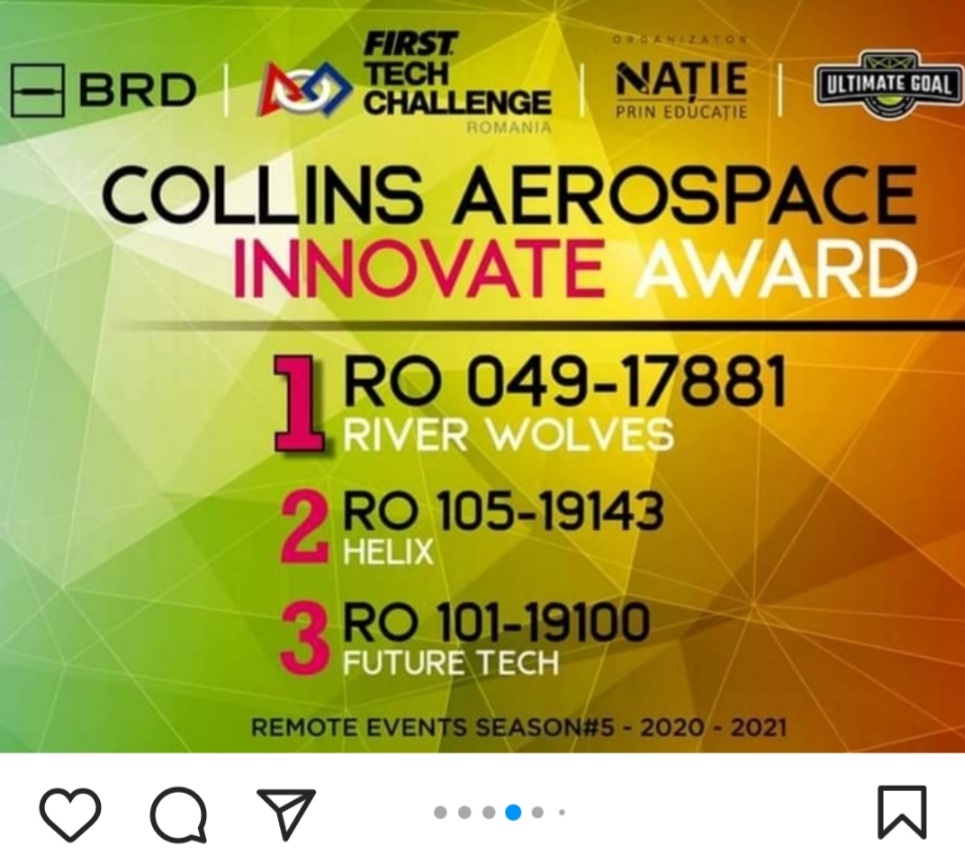 BRD
FIRST
TECH
CHALLENGE
ROMANIA
ORGANIZATOR
NAȚIE
PRIN EDUCAȚIE
ULTIMATE GOAL
COLLINS AEROSPACE
INNOVATE AWARD
1 RO 049-17881
RIVER WOLVES
2 RO 105-19143
HELIX
3 RO 101-19100
FUTURE TECH
REMOTE EVENTS SEASON#5 - 2020 - 2021